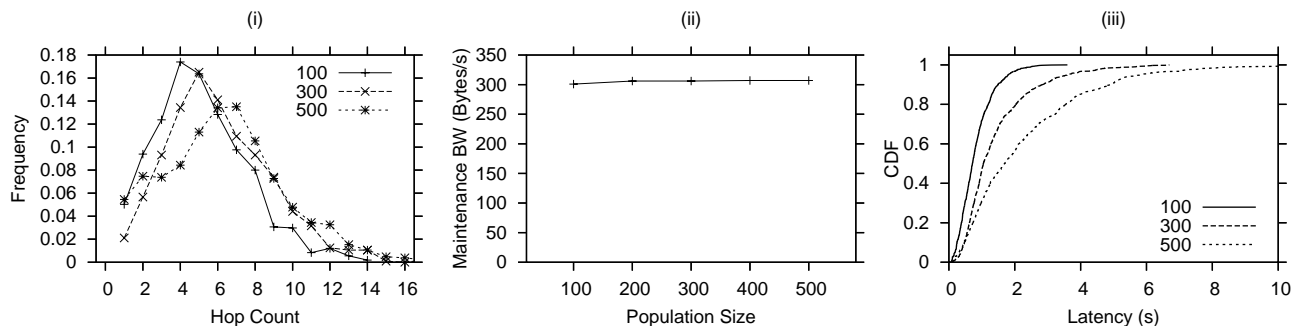 (i)
Frequency
0.18
0.16
0.14
0.12
0.1
0.08
0.06
0.04
0.02
0
0 2 4 6 8 10 12 14 16
Hop Count
100
300
500
(ii)
Maintenance BW (Bytes/s)
350
300
250
200
150
100
50
0
100 200 300 400 500
Population Size
(iii)
CDF
1
0.8
0.6
0.4
0.2
0
0 2 4 6 8 10
Latency (s)
100
300
500